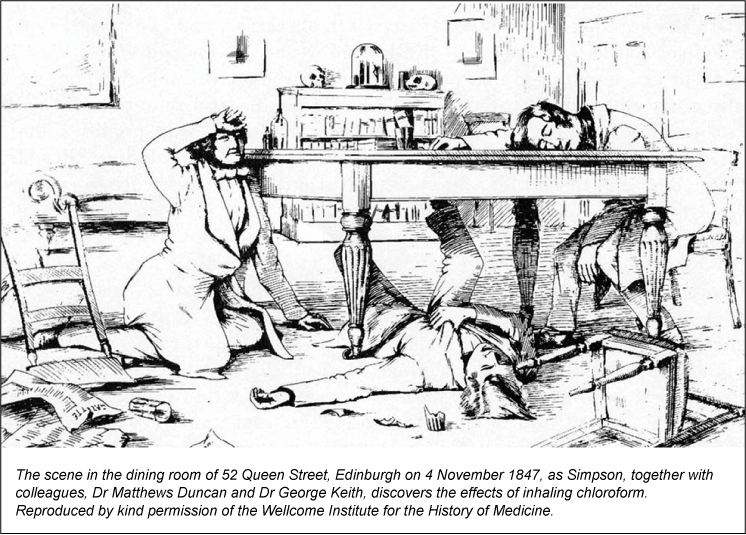 The scene in the dining room of 52 Queen Street, Edinburgh on 4 November 1847, as Simpson, together with
colleagues, Dr Matthews Duncan and Dr George Keith, discovers the effects of inhaling chloroform.
Reproduced by kind permission of the Wellcome Institute for the History of Medicine.